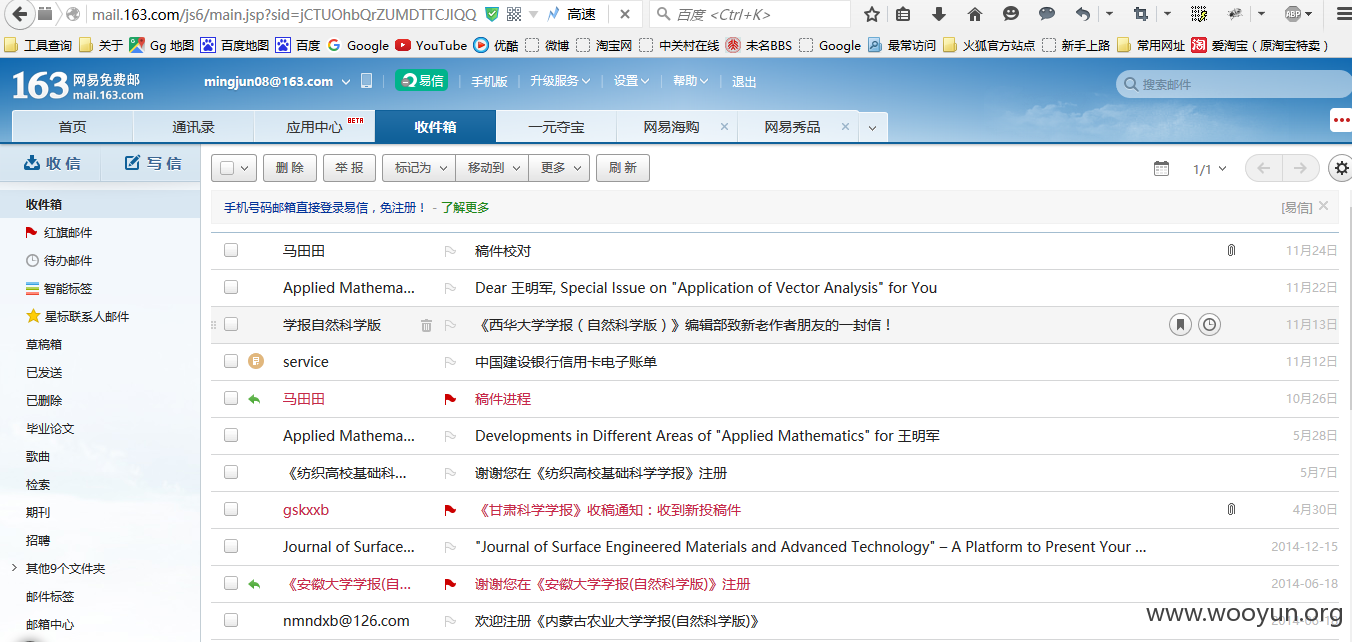 mail.163.com/js6/main.jsp?sid=jCTUOhbQrZUMDTTCJIQQ 高速 百度 <Ctrl+K> ABP
工具查询 关于 Gg 地图 百度地图 百度 Google YouTube 优酷 微博 淘宝网 中关村在线 未名BBS Google 最常访问 火狐官方站点 新手上路 常用网址 爱淘宝（原淘宝特卖）
163 网易免费邮 mail.163.com mingjun08@163.com 易信 手机版 升级服务 设置 帮助 退出 搜索邮件
首页 通讯录 应用中心 BETA 收件箱 一元夺宝 网易海购 × 网易秀品 ×
收信 写信 删除 举报 标记为 移动到 更多 刷新 1/1
收件箱
红旗邮件
待办邮件
智能标签
星标联系人邮件
草稿箱
已发送
已删除
毕业论文
歌曲
检索
期刊
招聘
其他9个文件夹
邮件标签
邮箱中心
手机号码邮箱直接登录易信，免注册！ - 了解更多 [易信] ×
马田田 稿件校对 11月24日
Applied Mathema... Dear 王明军, Special Issue on "Application of Vector Analysis" for You 11月22日
学报自然科学版 《西华大学学报（自然科学版）》编辑部致新老作者朋友的一封信！ 11月13日
service 中国建设银行信用卡电子账单 11月12日
马田田 稿件进程 10月26日
Applied Mathema... Developments in Different Areas of "Applied Mathematics" for 王明军 5月28日
《纺织高校基础科... 谢谢您在《纺织高校基础科学学报》注册 5月7日
gskxxb 《甘肃科学学报》收稿通知：收到新投稿件 4月30日
Journal of Surface... "Journal of Surface Engineered Materials and Advanced Technology" – A Platform to Present Your ... 2014-12-15
《安徽大学学报(自... 谢谢您在《安徽大学学报(自然科学版)》注册 2014-06-18
nmndxb@126.com 欢迎注册《内蒙古农业大学学报(自然科学版)》
www.wooyun.org